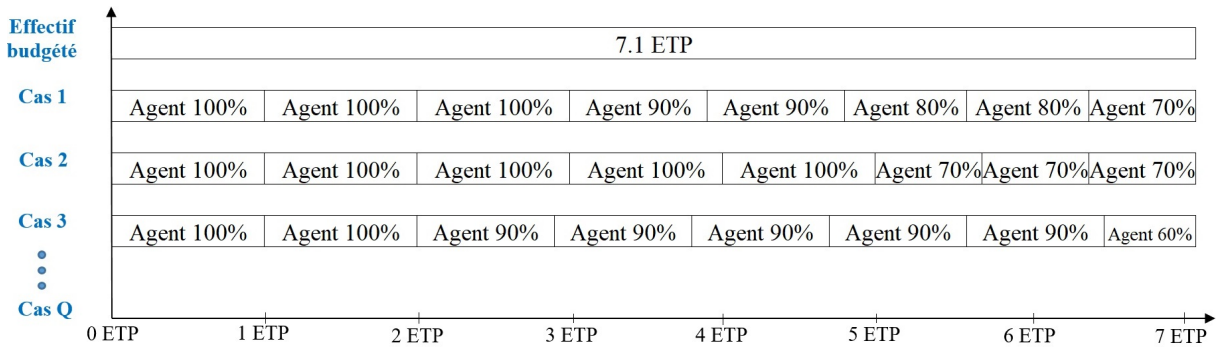 Effectif
budgété
7.1 ETP
Cas 1
Agent 100% Agent 100% Agent 100% Agent 90% Agent 90% Agent 80% Agent 80% Agent 70%
Cas 2
Agent 100% Agent 100% Agent 100% Agent 100% Agent 100% Agent 70% Agent 70% Agent 70%
Cas 3
Agent 100% Agent 100% Agent 90% Agent 90% Agent 90% Agent 90% Agent 90% Agent 60%
Cas Q
0 ETP 1 ETP 2 ETP 3 ETP 4 ETP 5 ETP 6 ETP 7 ETP